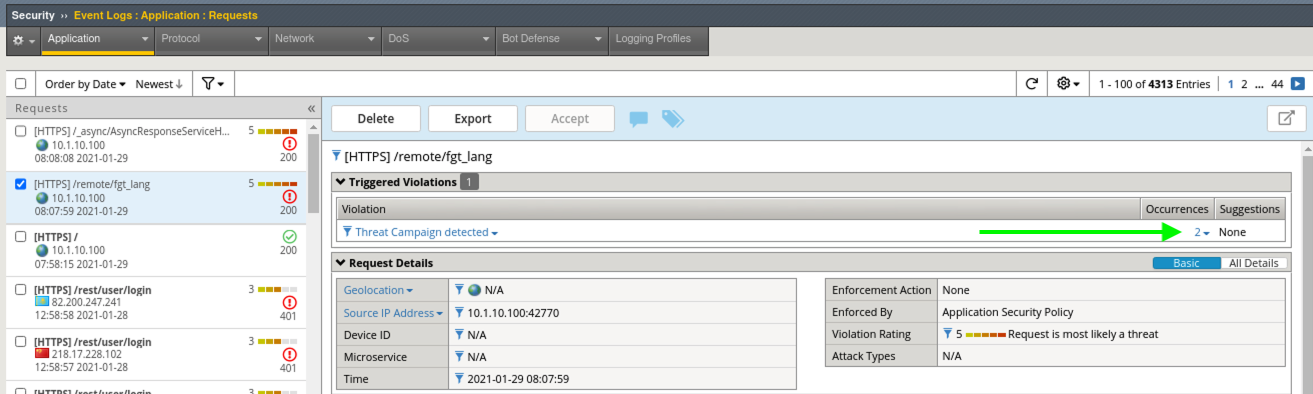 Security ›› Event Logs : Application : Requests
Application Protocol Network DoS Bot Defense Logging Profiles
Order by Date Newest↓ 1 - 100 of 4313 Entries 1 2 ... 44
Requests «
[HTTPS] /_async/AsyncResponseServiceH... 5
10.1.10.100
08:08:08 2021-01-29 200
[HTTPS] /remote/fgt_lang 5
10.1.10.100
08:07:59 2021-01-29 200
[HTTPS] /
10.1.10.100 200
07:58:15 2021-01-29
[HTTPS] /rest/user/login 3
82.200.247.241
12:58:58 2021-01-28 401
[HTTPS] /rest/user/login 3
218.17.228.102
12:58:57 2021-01-28 401
[HTTPS] /rest/user/login 3
Delete Export Accept
[HTTPS] /remote/fgt_lang
Triggered Violations 1
Violation Occurrences Suggestions
Threat Campaign detected 2 None
Request Details Basic All Details
Geolocation N/A
Source IP Address 10.1.10.100:42770
Device ID N/A
Microservice N/A
Time 2021-01-29 08:07:59
Enforcement Action None
Enforced By Application Security Policy
Violation Rating 5 Request is most likely a threat
Attack Types N/A